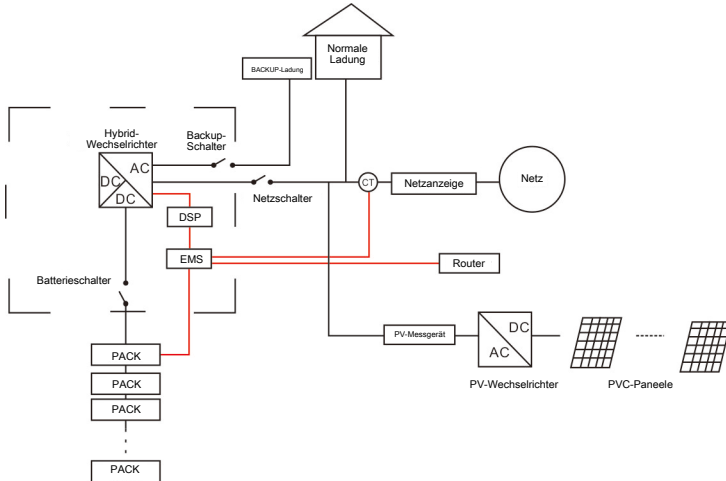 Normale
Ladung
BACKUP-Ladung
Hybrid-
Wechselrichter
Backup-
Schalter
AC
DC
DC
CT
Netzanzeige
Netz
Netzschalter
DSP
EMS
Router
Batterieschalter
PV-Messgerät
DC
AC
PACK
PV-Wechselrichter
PVC-Paneele
PACK
PACK
PACK